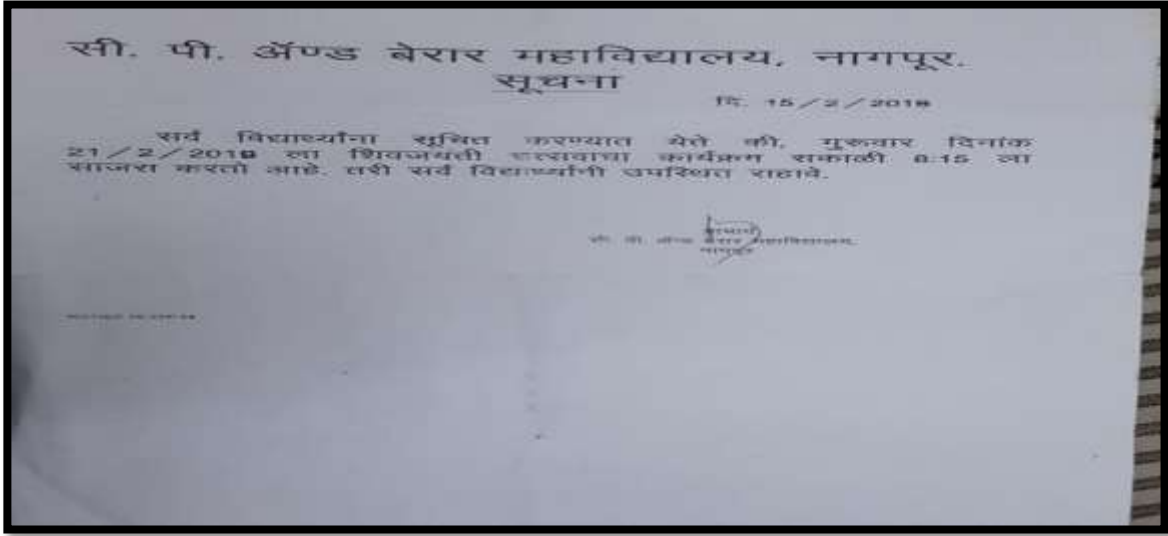 सी. पी. ॲण्ड बेरार महाविद्यालय, नागपूर.
सूचना
दि. 15/2/2019
सर्व विद्यार्थ्यांना सूचित करण्यात येते की, गुरूवार दिनांक
21/2/2019 ला शिवजयंती उत्सवाचा कार्यक्रम सकाळी 8:15 ला
साजरा करतो आहे. तरी सर्व विद्यार्थ्यांनी उपस्थित राहावे.
प्राचार्य
सी. पी. ॲण्ड बेरार महाविद्यालय,
नागपूर